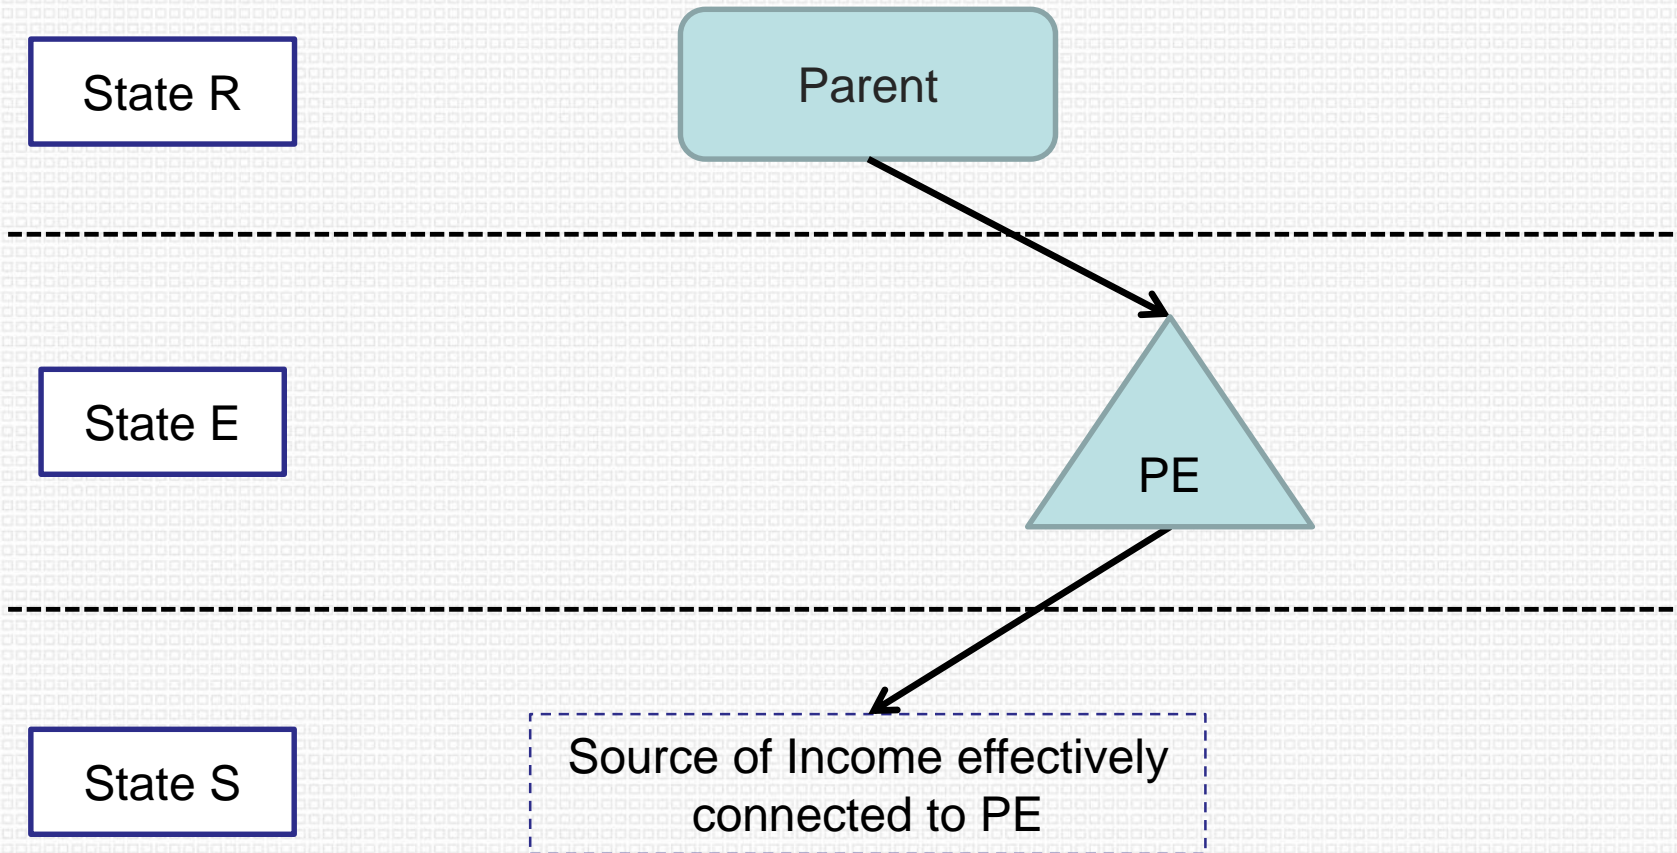 State R
Parent
State E
PE
State S
Source of Income effectively
connected to PE